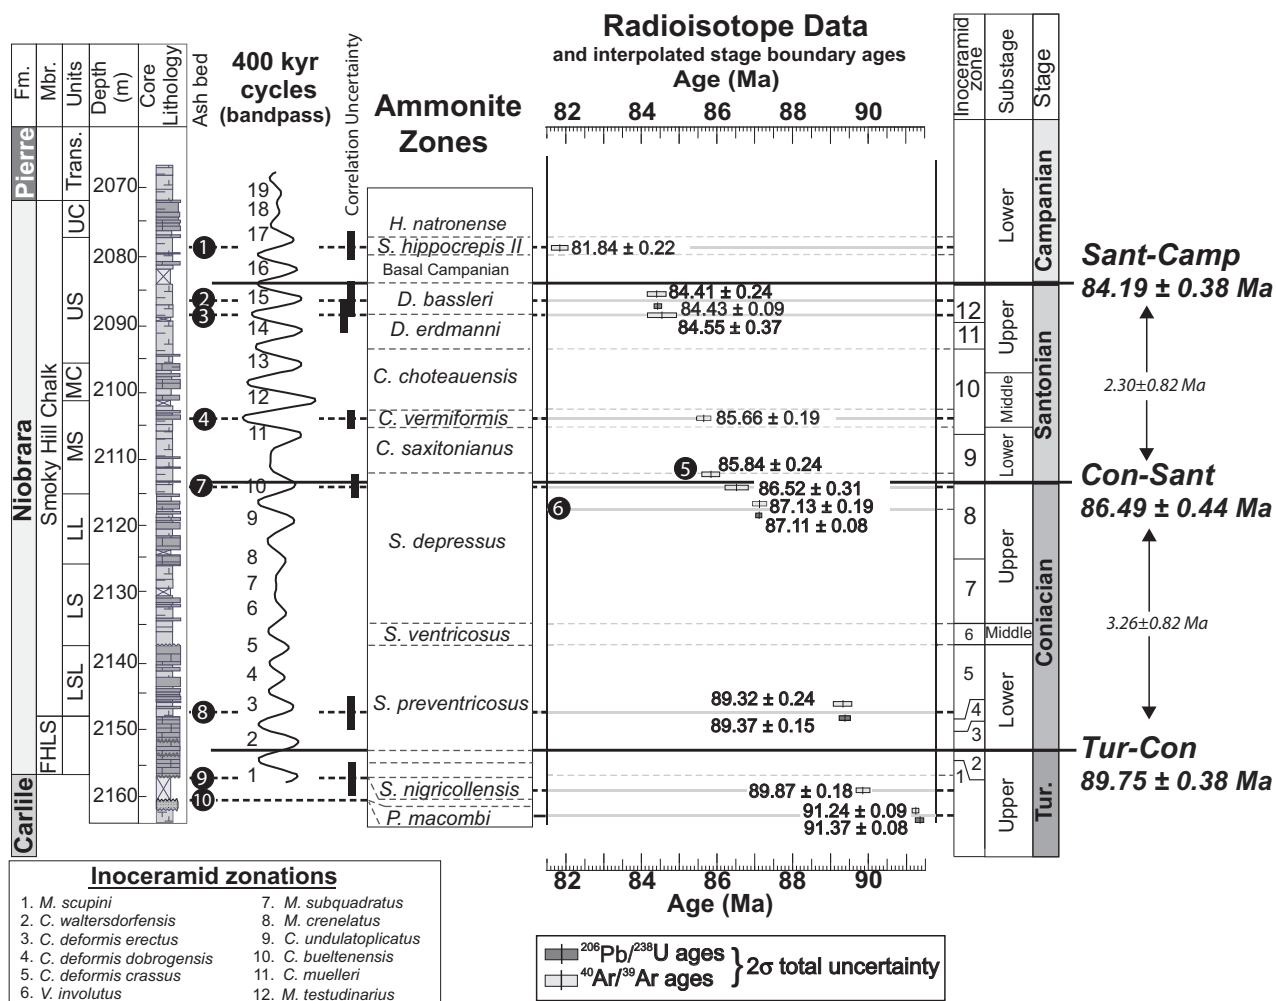 Radioisotope Data
and interpolated stage boundary ages
Age (Ma)
82 84 86 88 90
Fm.
Mbr.
Units
Depth (m)
Core Lithology
Ash bed
400 kyr
cycles
(bandpass)
Correlation Uncertainty
Ammonite
Zones
Inoceramid zone
Substage
Stage
Pierre
Niobrara
Carlile
Smoky Hill Chalk
FHLS
Trans.
UC
US
MC
MS
LL
LS
LSL
2070
2080
2090
2100
2110
2120
2130
2140
2150
2160
1
2
3
4
7
8
9
10
19
18
17
16
15
14
13
12
11
10
9
8
7
6
5
4
3
2
1
H. natronense
S. hippocrepis II
Basal Campanian
D. bassleri
D. erdmanni
C. choteauensis
C. vermiformis
C. saxitonianus
S. depressus
S. ventricosus
S. preventricosus
S. nigricollensis
P. macombi
81.84 ± 0.22
84.41 ± 0.24
84.43 ± 0.09
84.55 ± 0.37
85.66 ± 0.19
5 85.84 ± 0.24
86.52 ± 0.31
6 87.13 ± 0.19
87.11 ± 0.08
89.32 ± 0.24
89.37 ± 0.15
89.87 ± 0.18
91.24 ± 0.09
91.37 ± 0.08
12
11
10
9
8
7
6
5
4
3
2
1
Lower
Upper
Middle
Lower
Upper
Middle
Lower
Upper
Campanian
Santonian
Coniacian
Tur.
Sant-Camp
84.19 ± 0.38 Ma
2.30±0.82 Ma
Con-Sant
86.49 ± 0.44 Ma
3.26±0.82 Ma
Tur-Con
89.75 ± 0.38 Ma
82 84 86 88 90
Age (Ma)
Inoceramid zonations
1. M. scupini
2. C. waltersdorfensis
3. C. deformis erectus
4. C. deformis dobrogensis
5. C. deformis crassus
6. V. involutus
7. M. subquadratus
8. M. crenelatus
9. C. undulatoplicatus
10. C. bueltenensis
11. C. muelleri
12. M. testudinarius
206Pb/238U ages
40Ar/39Ar ages
} 2σ total uncertainty